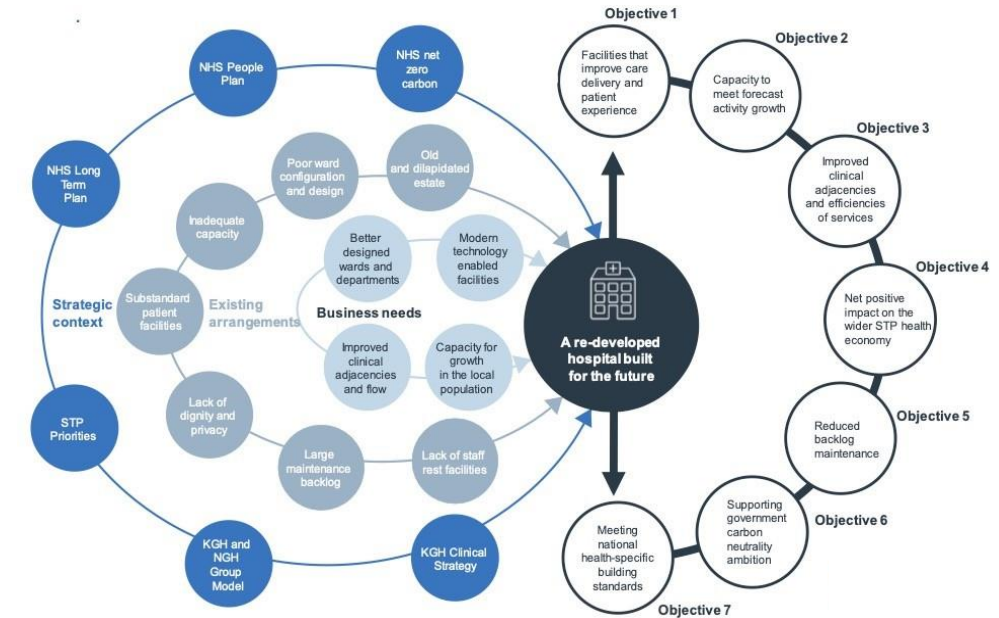 NHS People
Plan
NHS net
zero
carbon
NHS Long
Term
Plan
Strategic
context
STP
Priorities
KGH and
NGH
Group
Model
KGH Clinical
Strategy
Old
and dilapidated
estate
Poor ward
configuration
and design
Inadequate
capacity
Substandard
patient
facilities
Existing
arrangements
Lack of
dignity and
privacy
Large
maintenance
backlog
Lack of staff
rest facilities
Better
designed
wards and
departments
Modern
technology
enabled
facilities
Business needs
Improved
clinical
adjacencies
and flow
Capacity for
growth
in the local
population
A re-developed
hospital built
for the future
Objective 1
Facilities that
improve care
delivery and
patient
experience
Objective 2
Capacity to
meet forecast
activity growth
Objective 3
Improved
clinical
adjacencies
and efficiencies
of services
Objective 4
Net positive
impact on the
wider STP health
economy
Objective 5
Reduced
backlog
maintenance
Objective 6
Supporting
government
carbon
neutrality
ambition
Objective 7
Meeting
national
health-specific
building
standards